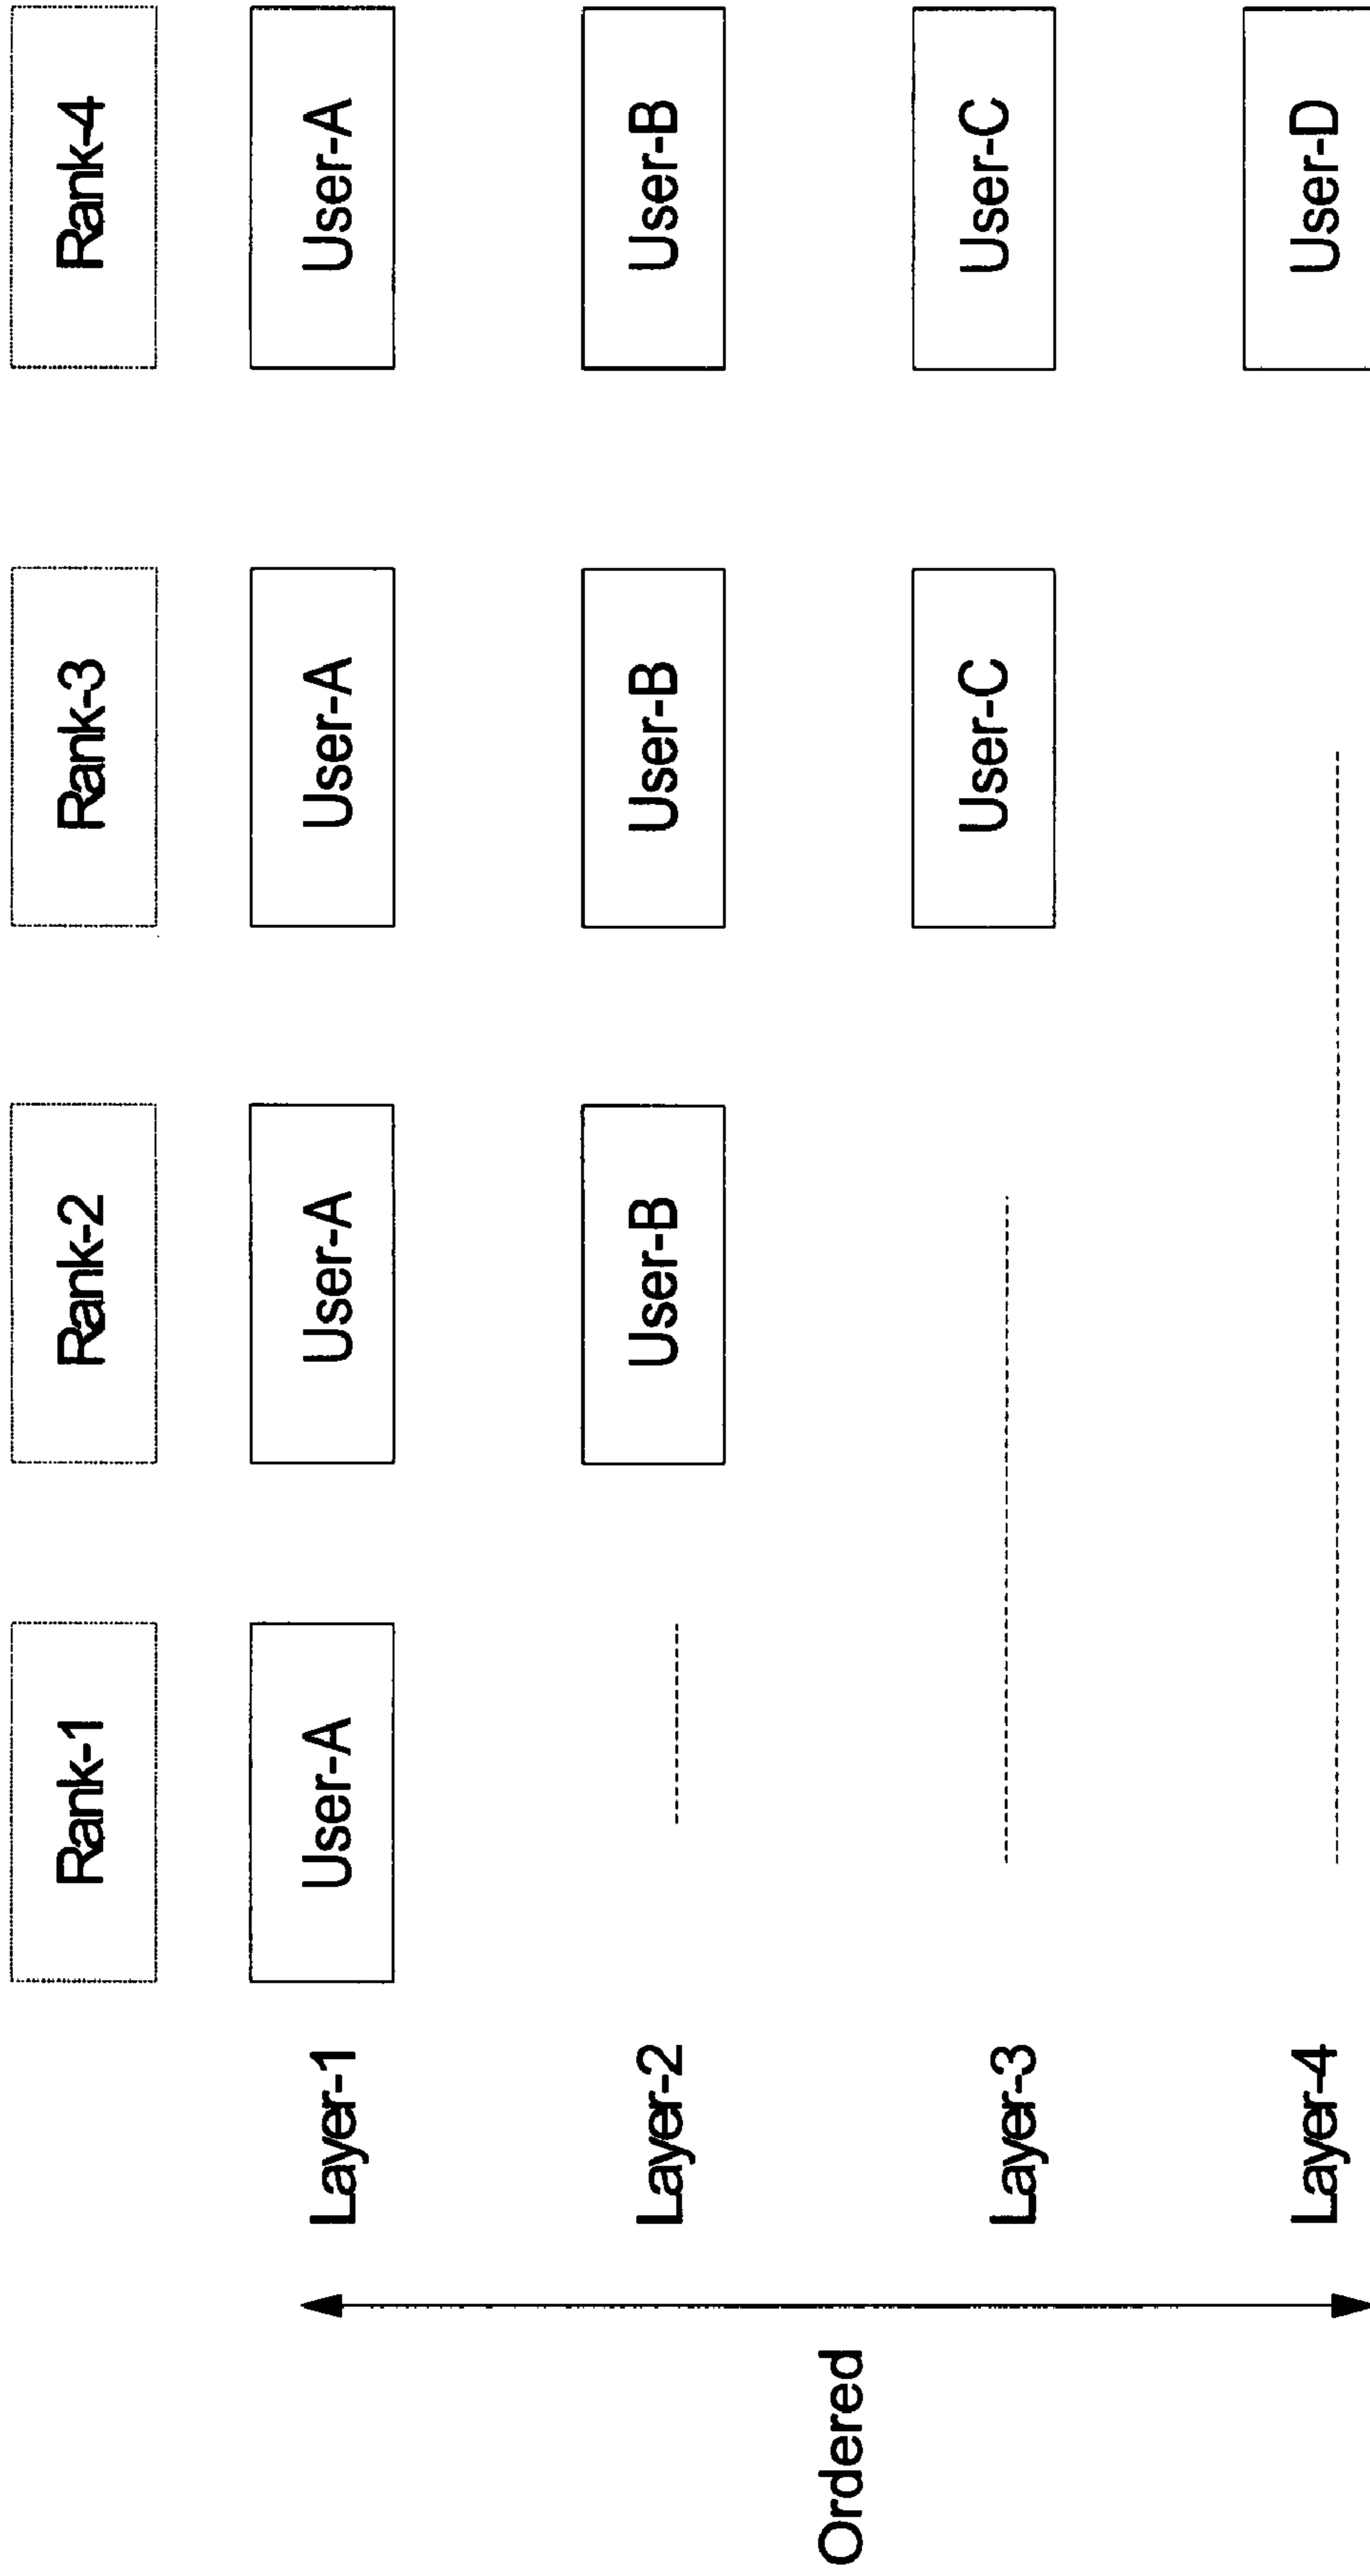 Rank-1 Rank-2 Rank-3 Rank-4
Layer-1 User-A User-A User-A User-A
Ordered
Layer-2 User-B User-B User-B
Layer-3 User-C User-C
Layer-4 User-D